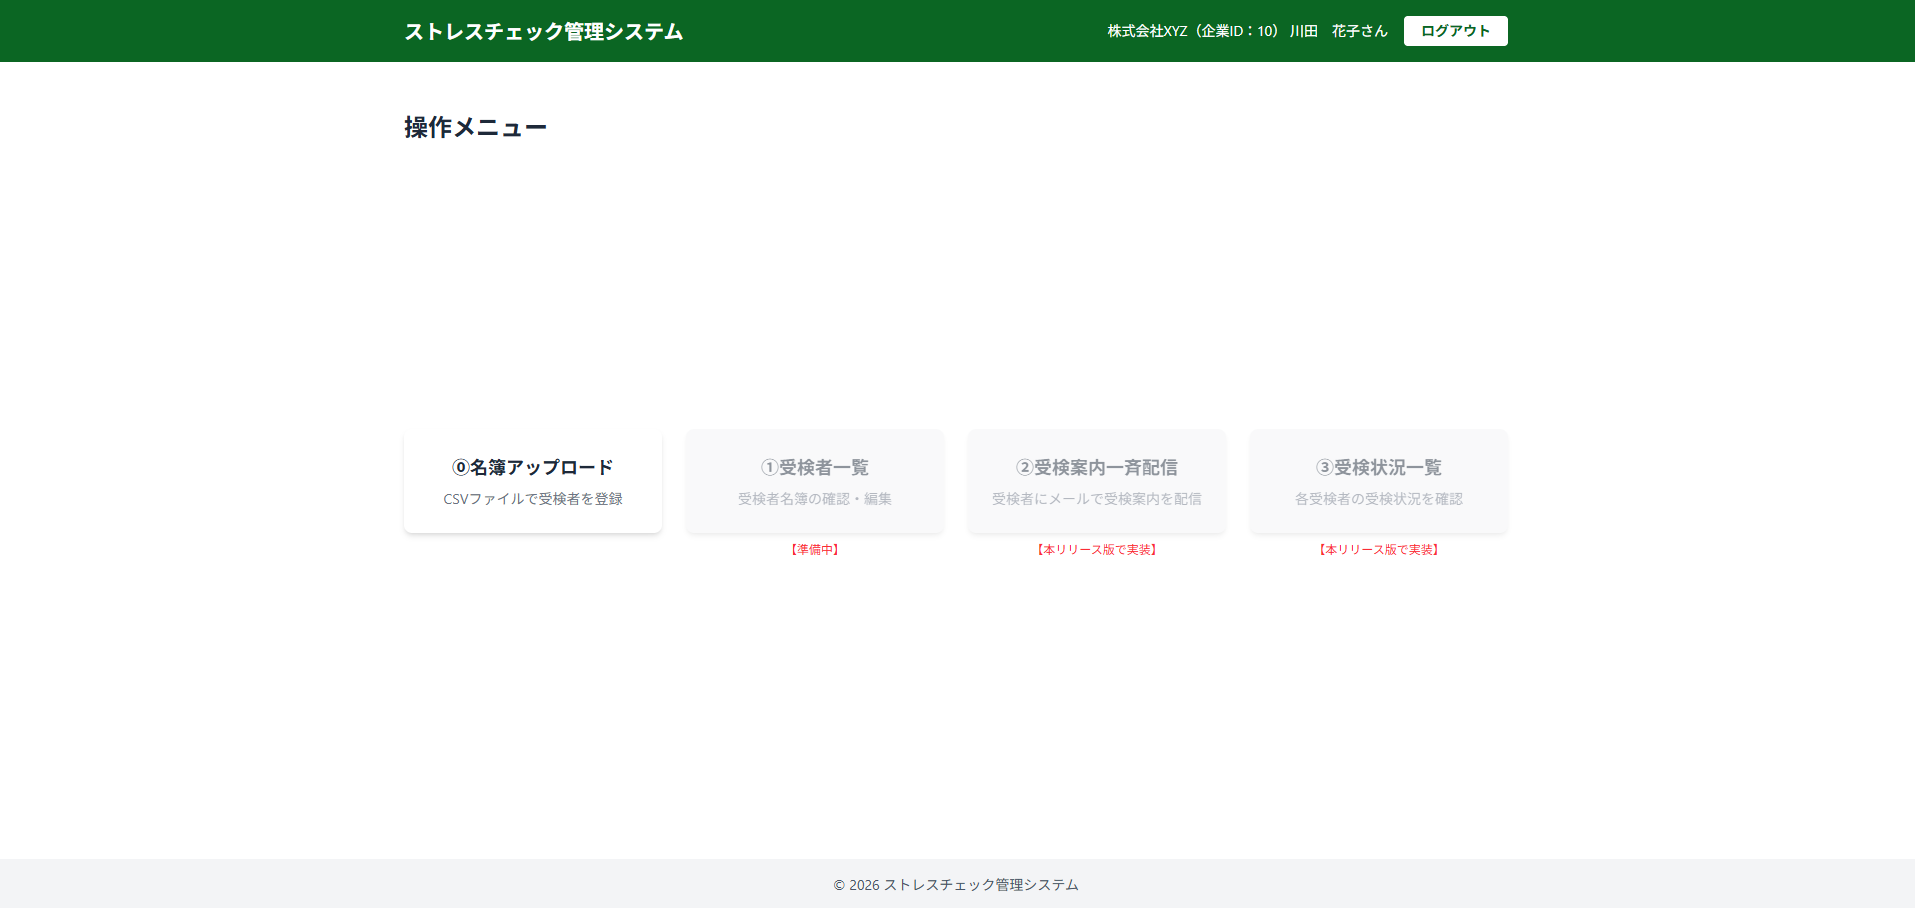 ストレスチェック管理システム
株式会社XYZ（企業ID：10） 川田　花子さん
ログアウト
操作メニュー
⓪名簿アップロード
CSVファイルで受検者を登録
①受検者一覧
受検者名簿の確認・編集
【準備中】
②受検案内一斉配信
受検者にメールで受検案内を配信
【本リリース版で実装】
③受検状況一覧
各受検者の受検状況を確認
【本リリース版で実装】
© 2026 ストレスチェック管理システム